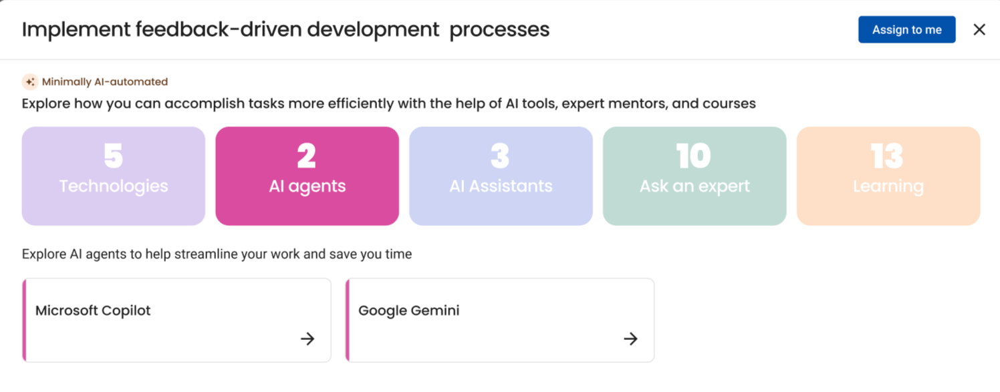 Implement feedback-driven development processes
Assign to me
Minimally AI-automated
Explore how you can accomplish tasks more efficiently with the help of AI tools, expert mentors, and courses
5
Technologies
2
AI agents
3
AI Assistants
10
Ask an expert
13
Learning
Explore AI agents to help streamline your work and save you time
Microsoft Copilot
Google Gemini